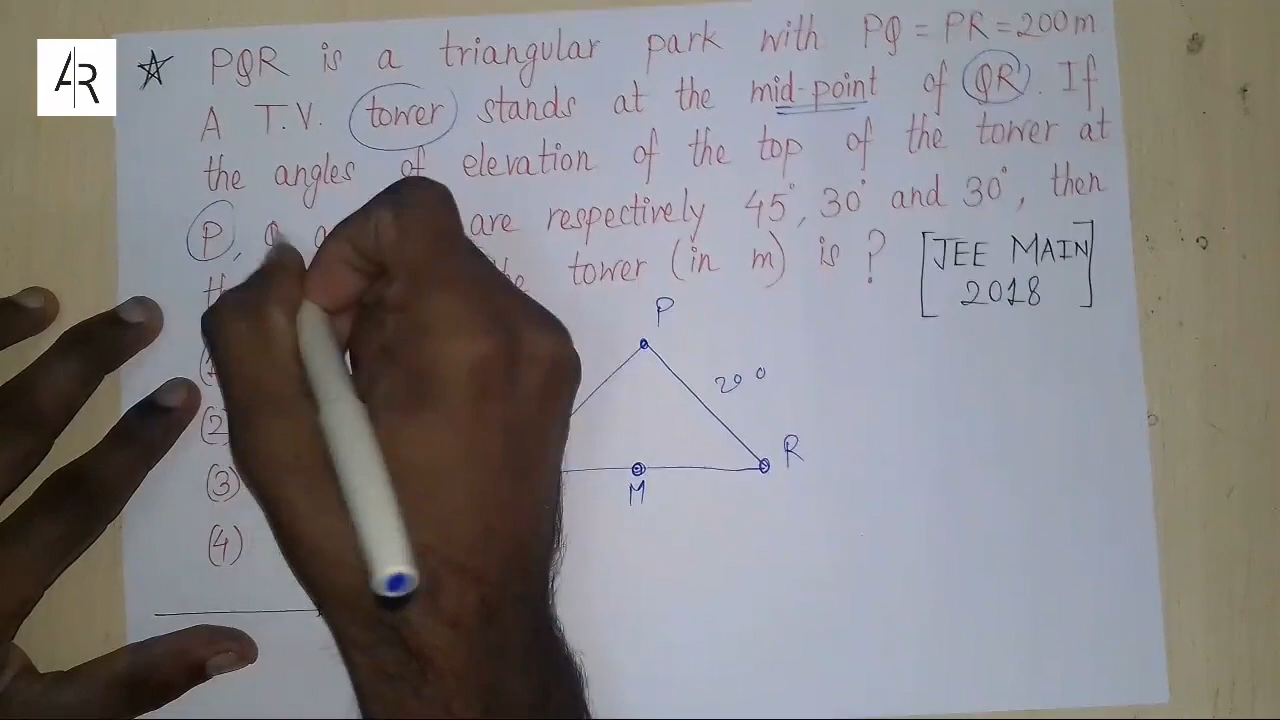 AR
PQR is a triangular park with PQ = PR = 200m
A T.V. tower stands at the mid-point of QR. If
the angles of elevation of the top of the tower at
P, Q are respectively 45°, 30° and 30°, then
tower (in m) is ?
[JEE MAIN
2018]
P
200
R
M
(2)
(3)
(4)